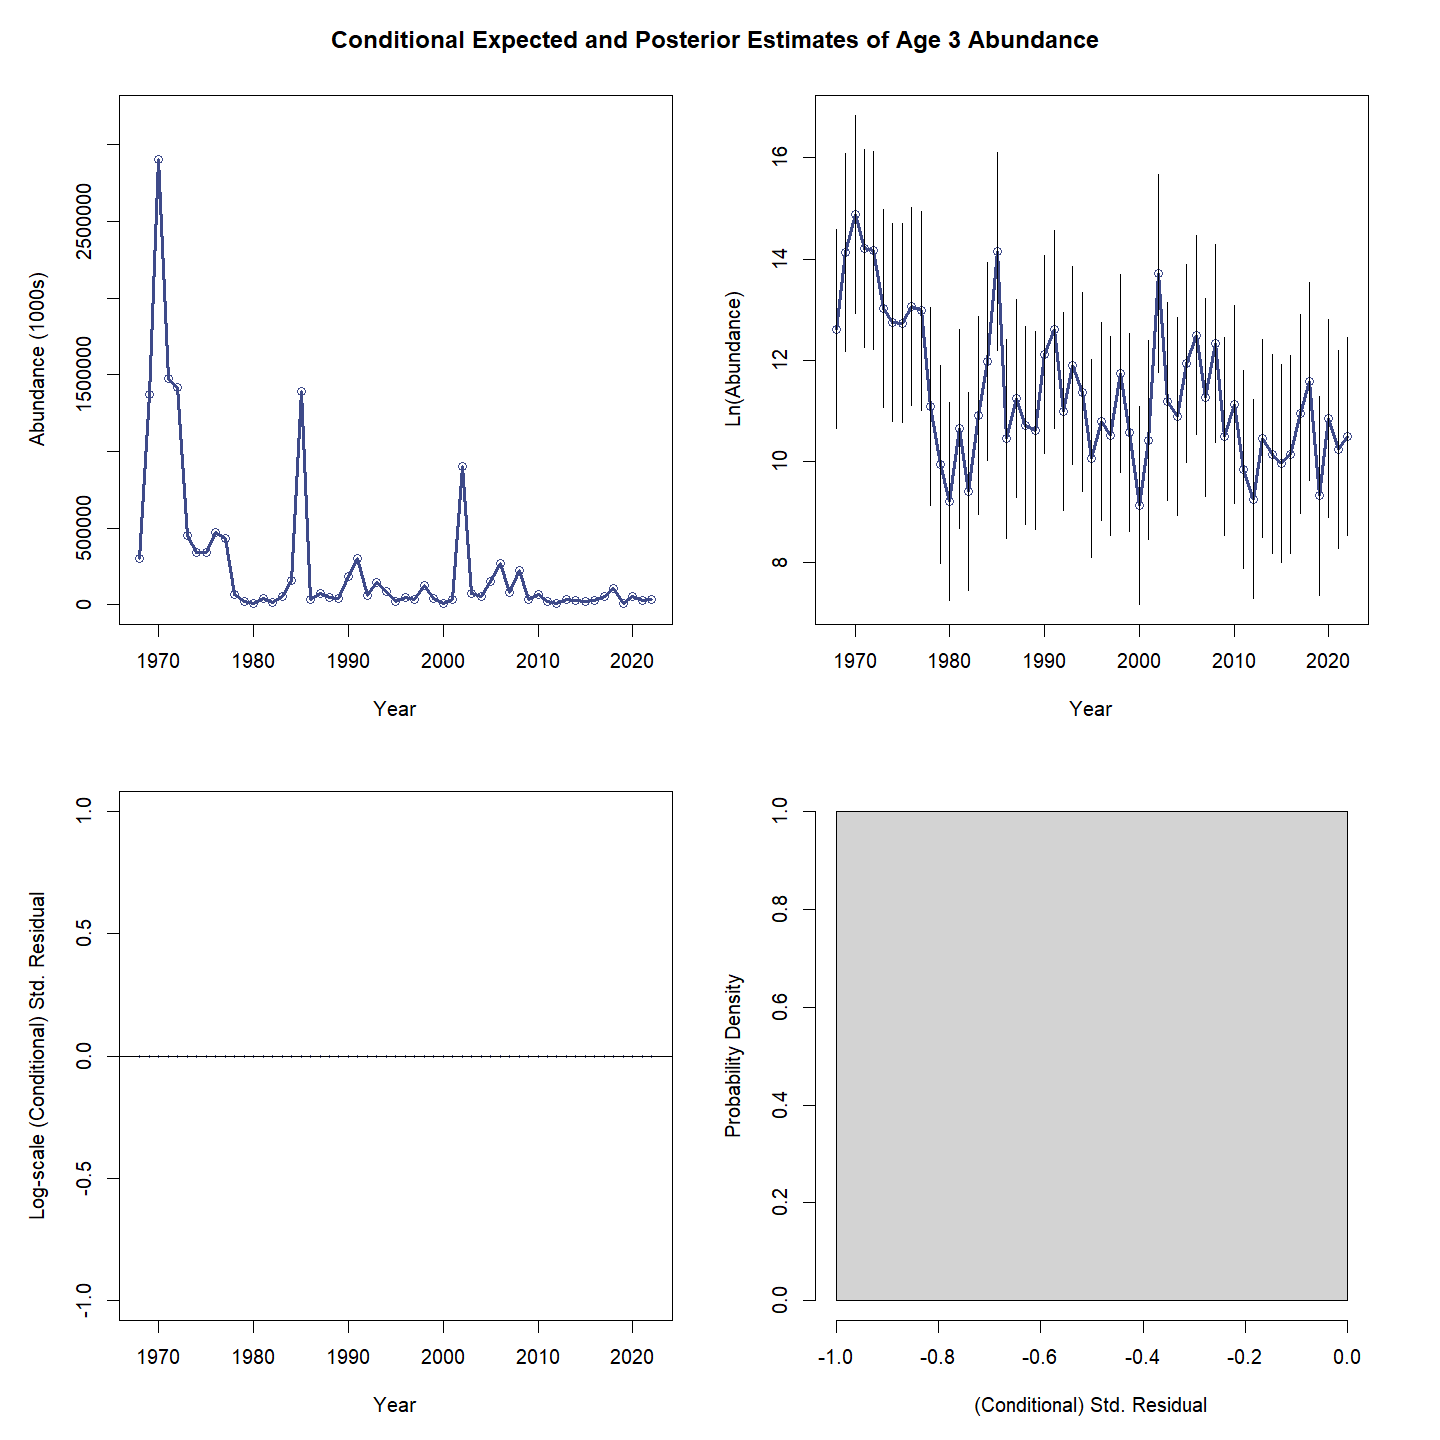 Conditional Expected and Posterior Estimates of Age 3 Abundance
Abundance (1000s)
0
500000
1500000
2500000
1970 1980 1990 2000 2010 2020
Year
Ln(Abundance)
8
10
12
14
16
1970 1980 1990 2000 2010 2020
Year
Log-scale (Conditional) Std. Residual
-1.0
-0.5
0.0
0.5
1.0
1970 1980 1990 2000 2010 2020
Year
Probability Density
0.0
0.2
0.4
0.6
0.8
1.0
-1.0 -0.8 -0.6 -0.4 -0.2 0.0
(Conditional) Std. Residual